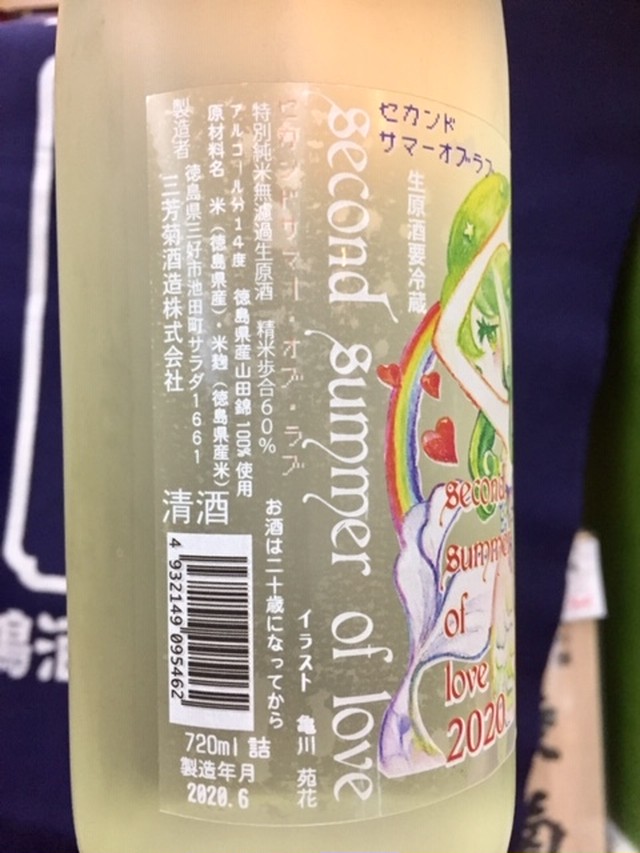 セカンド
サマーオブラブ
生原酒要冷蔵
second
summer
of
love
2020
second summer of love
セカンドサマー・オブ・ラブ
特別純米無濾過生原酒 精米歩合60%
アルコール分14度 徳島県産山田錦100%使用
原材料名 米(徳島県産)・米麹(徳島県産米)
製造者 徳島県三好市池田町サラダ1661
三芳菊酒造株式会社
お酒は二十歳になってから
イラスト 亀川 苑花
清酒
4 932149 095462
720ml 詰
製造年月
2020.6